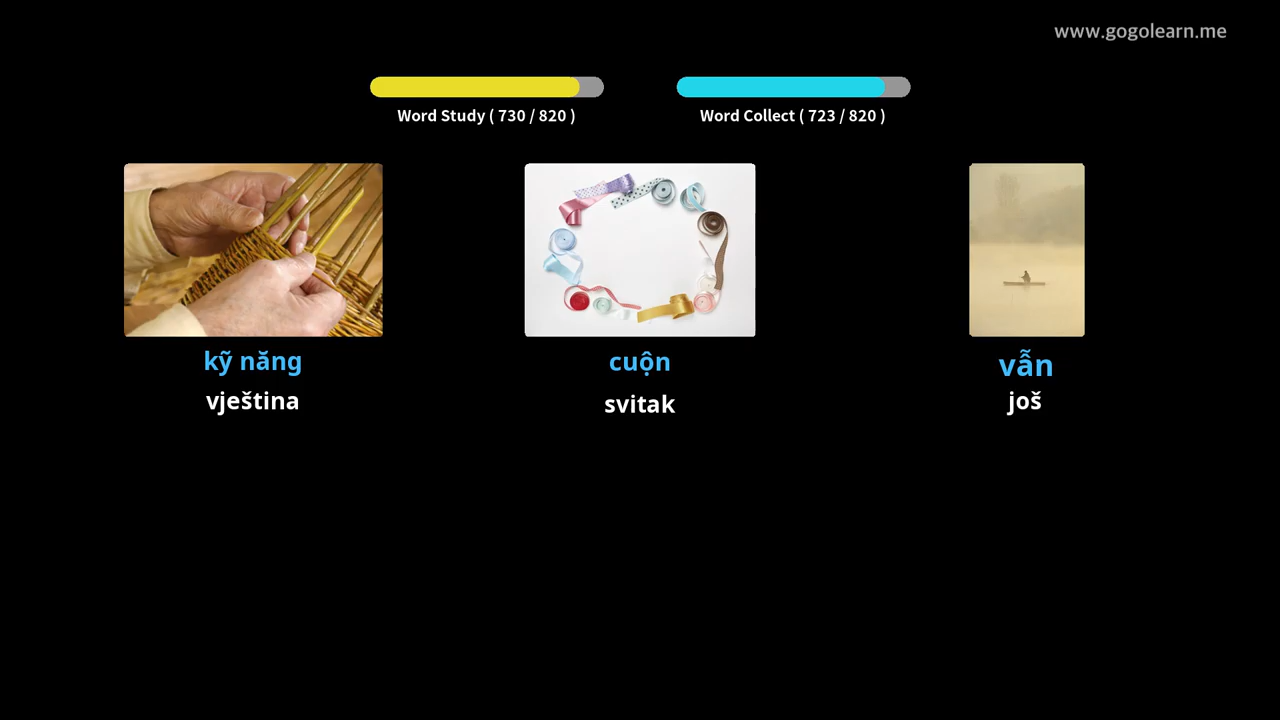 www.gogolearn.me
Word Study ( 730 / 820 )
Word Collect ( 723 / 820 )
kỹ năng
vještina
cuộn
svitak
vẫn
još